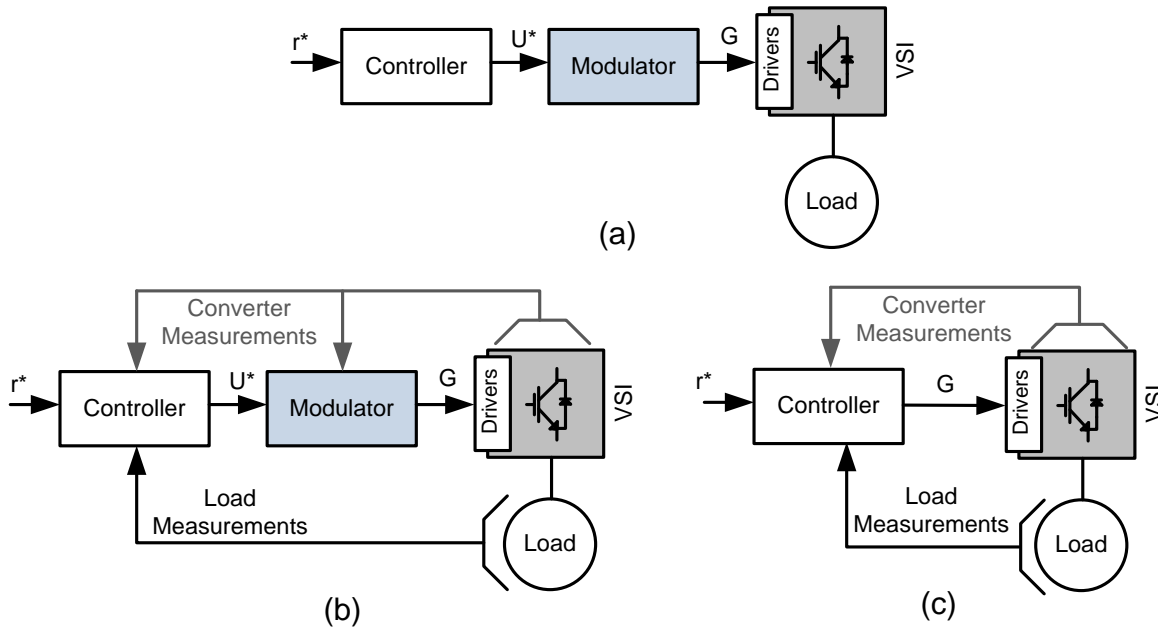 r*
Controller
U*
Modulator
G
Drivers
VSI
Load
(a)
Converter
Measurements
r*
Controller
U*
Modulator
G
Drivers
VSI
Load
Measurements
Load
(b)
Converter
Measurements
r*
Controller
G
Drivers
VSI
Load
Measurements
Load
(c)